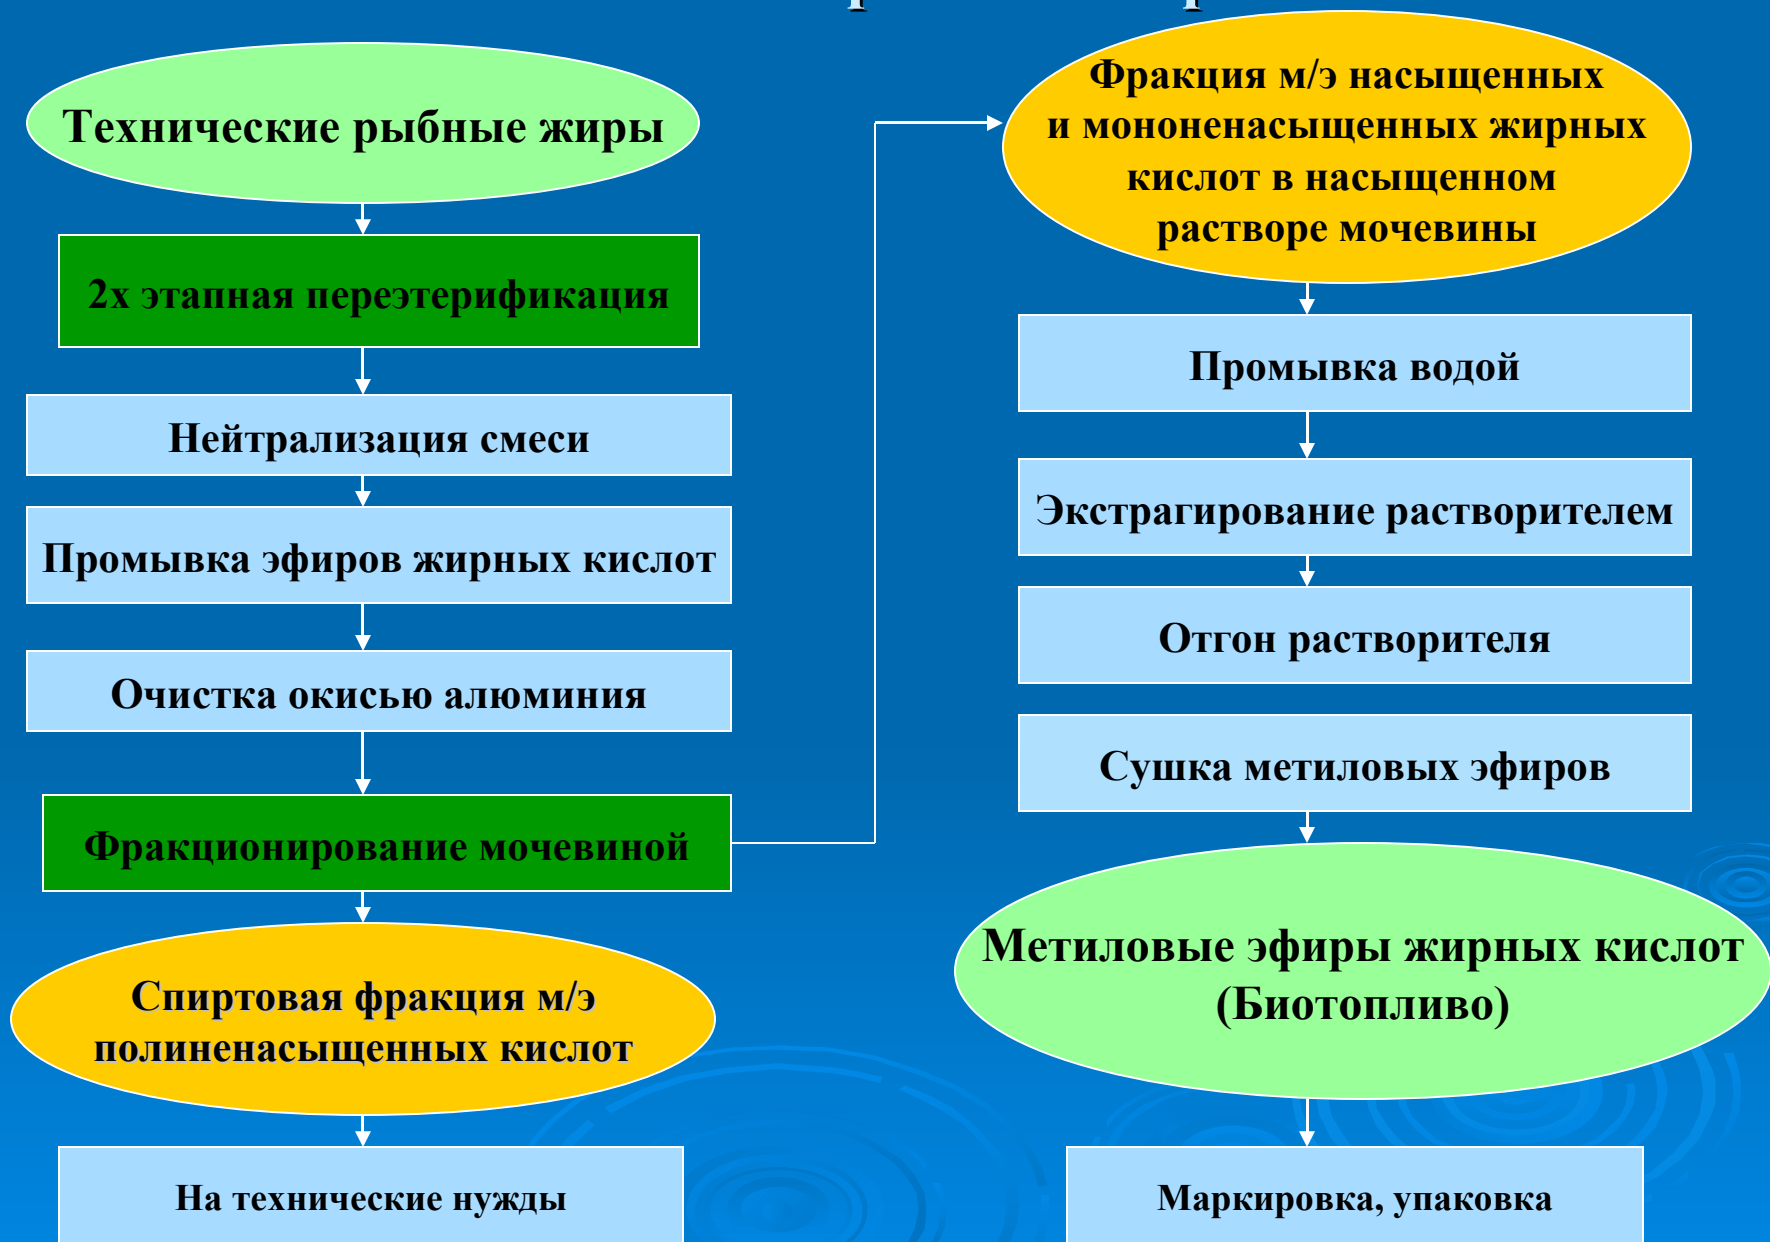 Технические рыбные жиры
2х этапная переэтерификация
Нейтрализация смеси
Промывка эфиров жирных кислот
Очистка окисью алюминия
Фракционирование мочевиной
Спиртовая фракция м/э
полиненасыщенных кислот
На технические нужды
Фракция м/э насыщенных
и мононенасыщенных жирных
кислот в насыщенном
растворе мочевины
Промывка водой
Экстрагирование растворителем
Отгон растворителя
Сушка метиловых эфиров
Метиловые эфиры жирных кислот
(Биотопливо)
Маркировка, упаковка